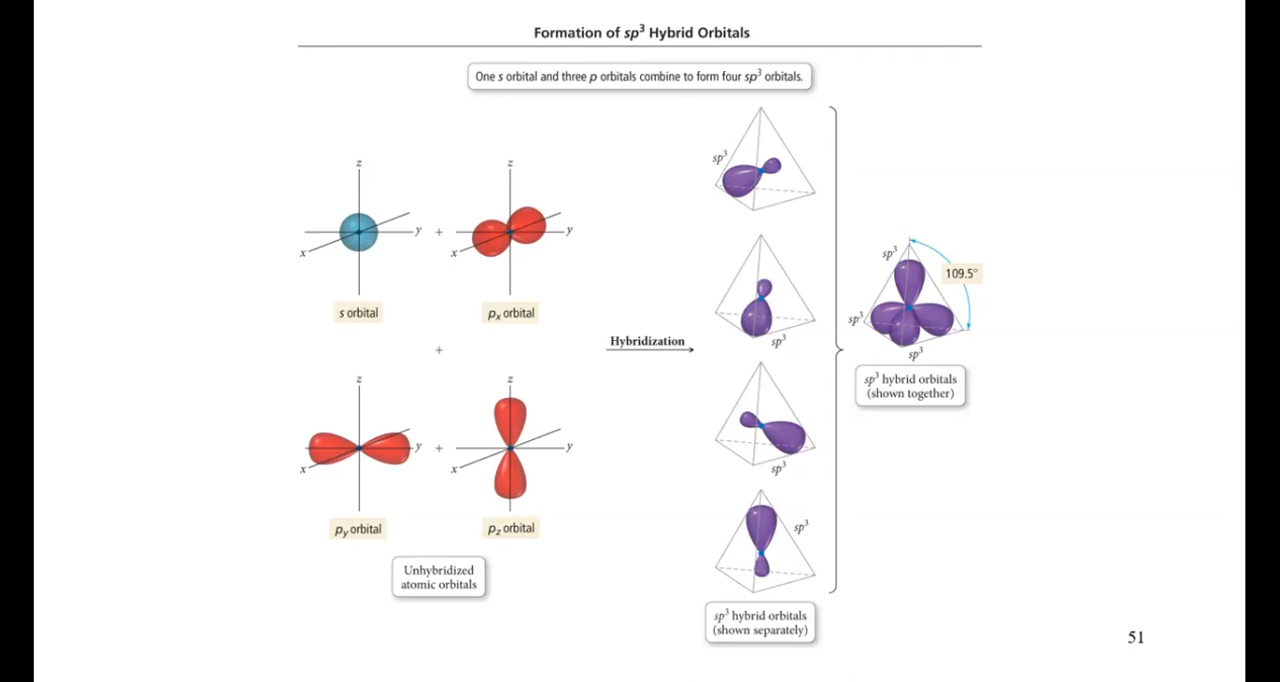 Formation of sp³ Hybrid Orbitals
One s orbital and three p orbitals combine to form four sp³ orbitals.
z
y
x
s orbital
+
z
y
x
pₓ orbital
+
z
y
x
p_y orbital
+
z
y
x
p_z orbital
Unhybridized
atomic orbitals
Hybridization
sp³
sp³
sp³
sp³
sp³ hybrid orbitals
(shown separately)
sp³
109.5°
sp³
sp³
sp³ hybrid orbitals
(shown together)
51